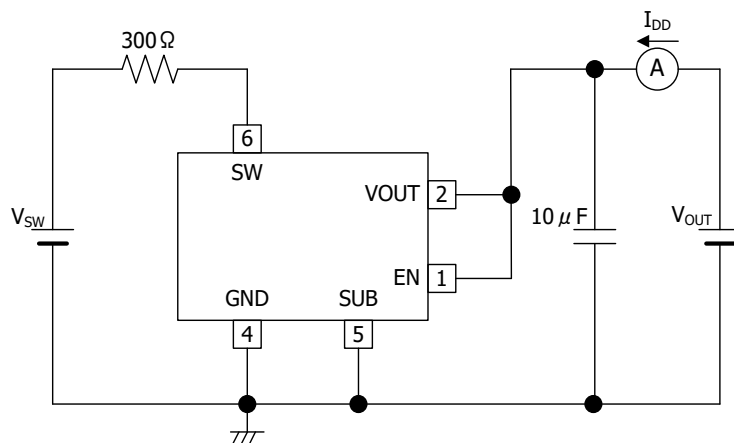 300Ω
I_DD
A
6
SW
VOUT
2
V_SW
10μF
V_OUT
EN
1
GND
SUB
4
5